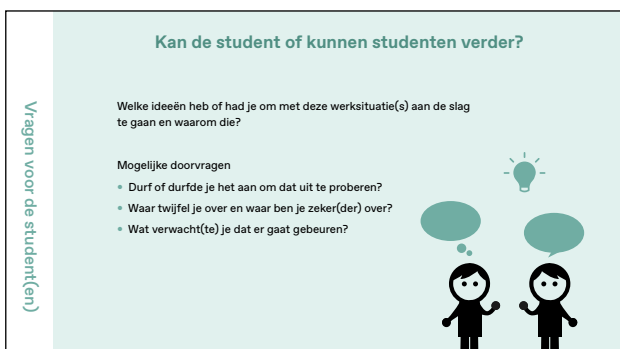 Vragen voor de student(en)
Kan de student of kunnen studenten verder?
Welke ideeën heb of had je om met deze werksituatie(s) aan de slag
te gaan en waarom die?
Mogelijke doorvragen
• Durf of durfde je het aan om dat uit te proberen?
• Waar twijfel je over en waar ben je zeker(der) over?
• Wat verwacht(te) je dat er gaat gebeuren?